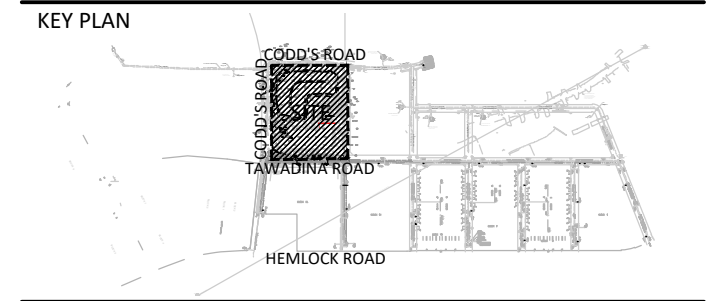 KEY PLAN
CODD'S ROAD
CODD'S ROAD
SITE
TAWADINA ROAD
HEMLOCK ROAD